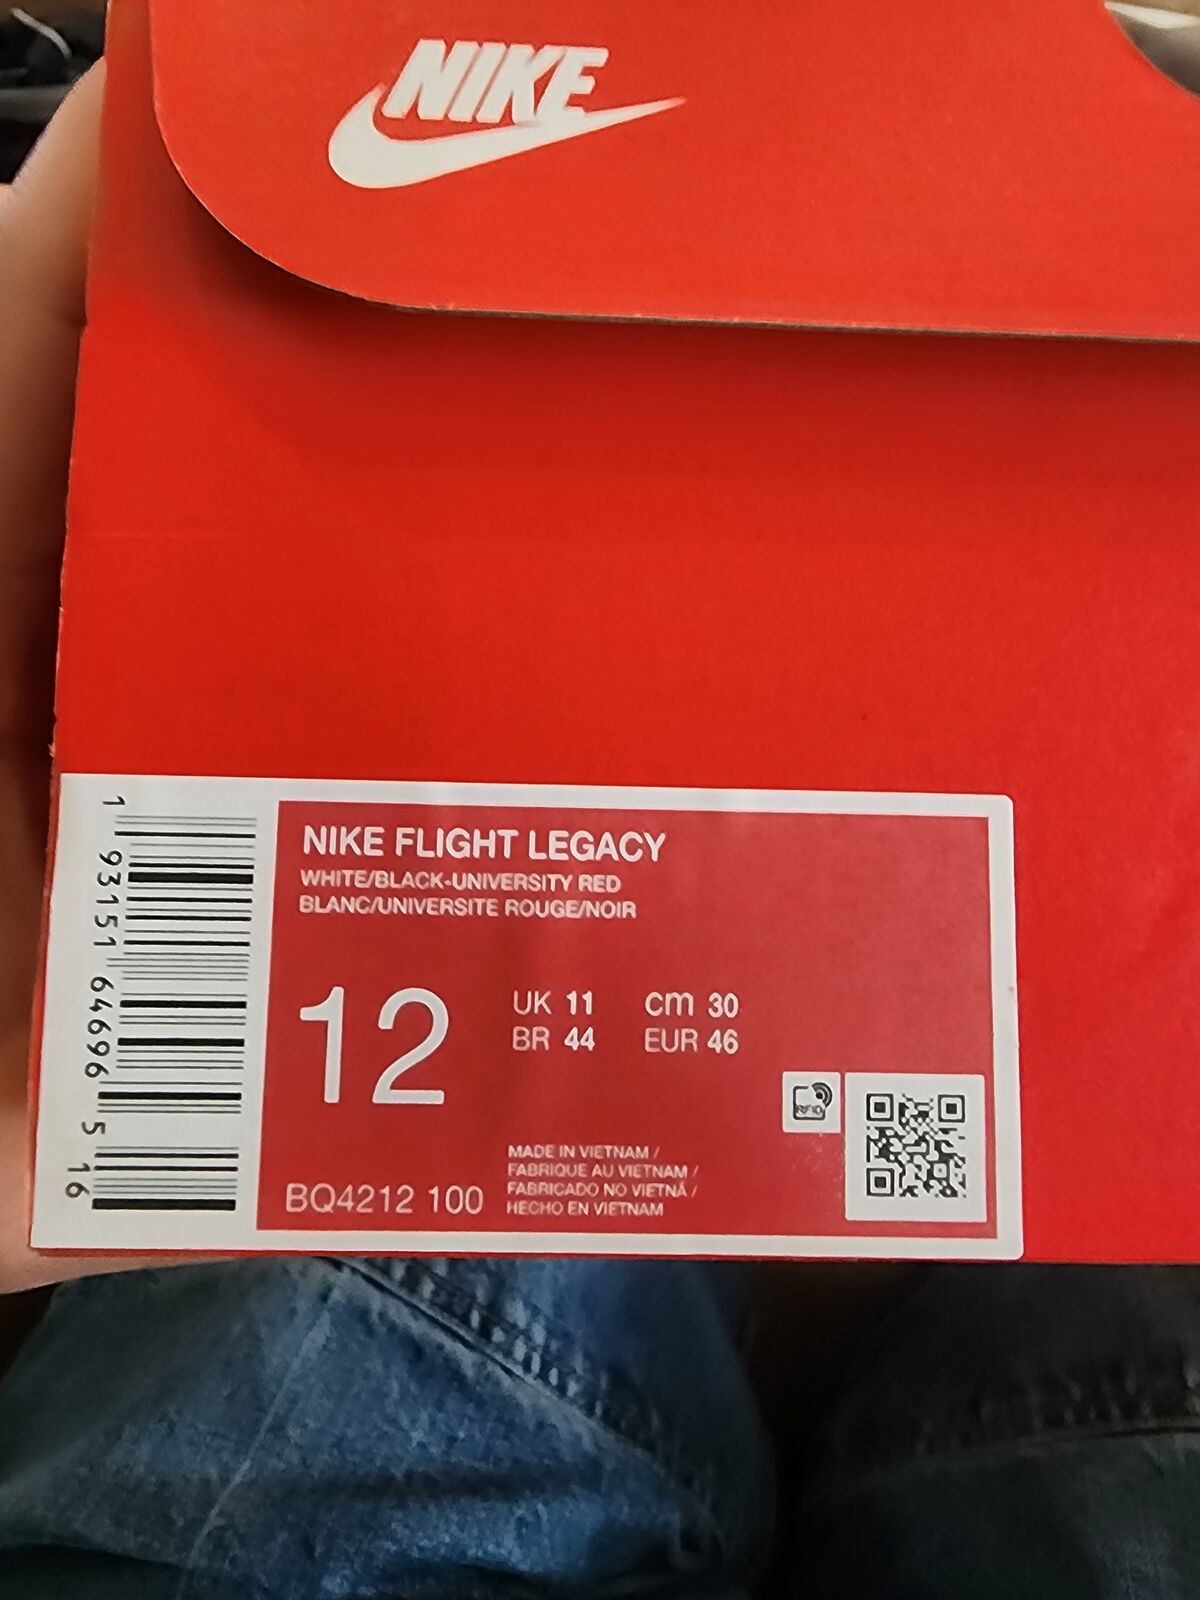 NIKE
NIKE FLIGHT LEGACY
WHITE/BLACK-UNIVERSITY RED
BLANC/UNIVERSITE ROUGE/NOIR
12
UK 11 cm 30
BR 44 EUR 46
RFID
MADE IN VIETNAM /
FABRIQUE AU VIETNAM /
FABRICADO NO VIETNÃ /
HECHO EN VIETNAM
BQ4212 100
1 93151 64696 5 16